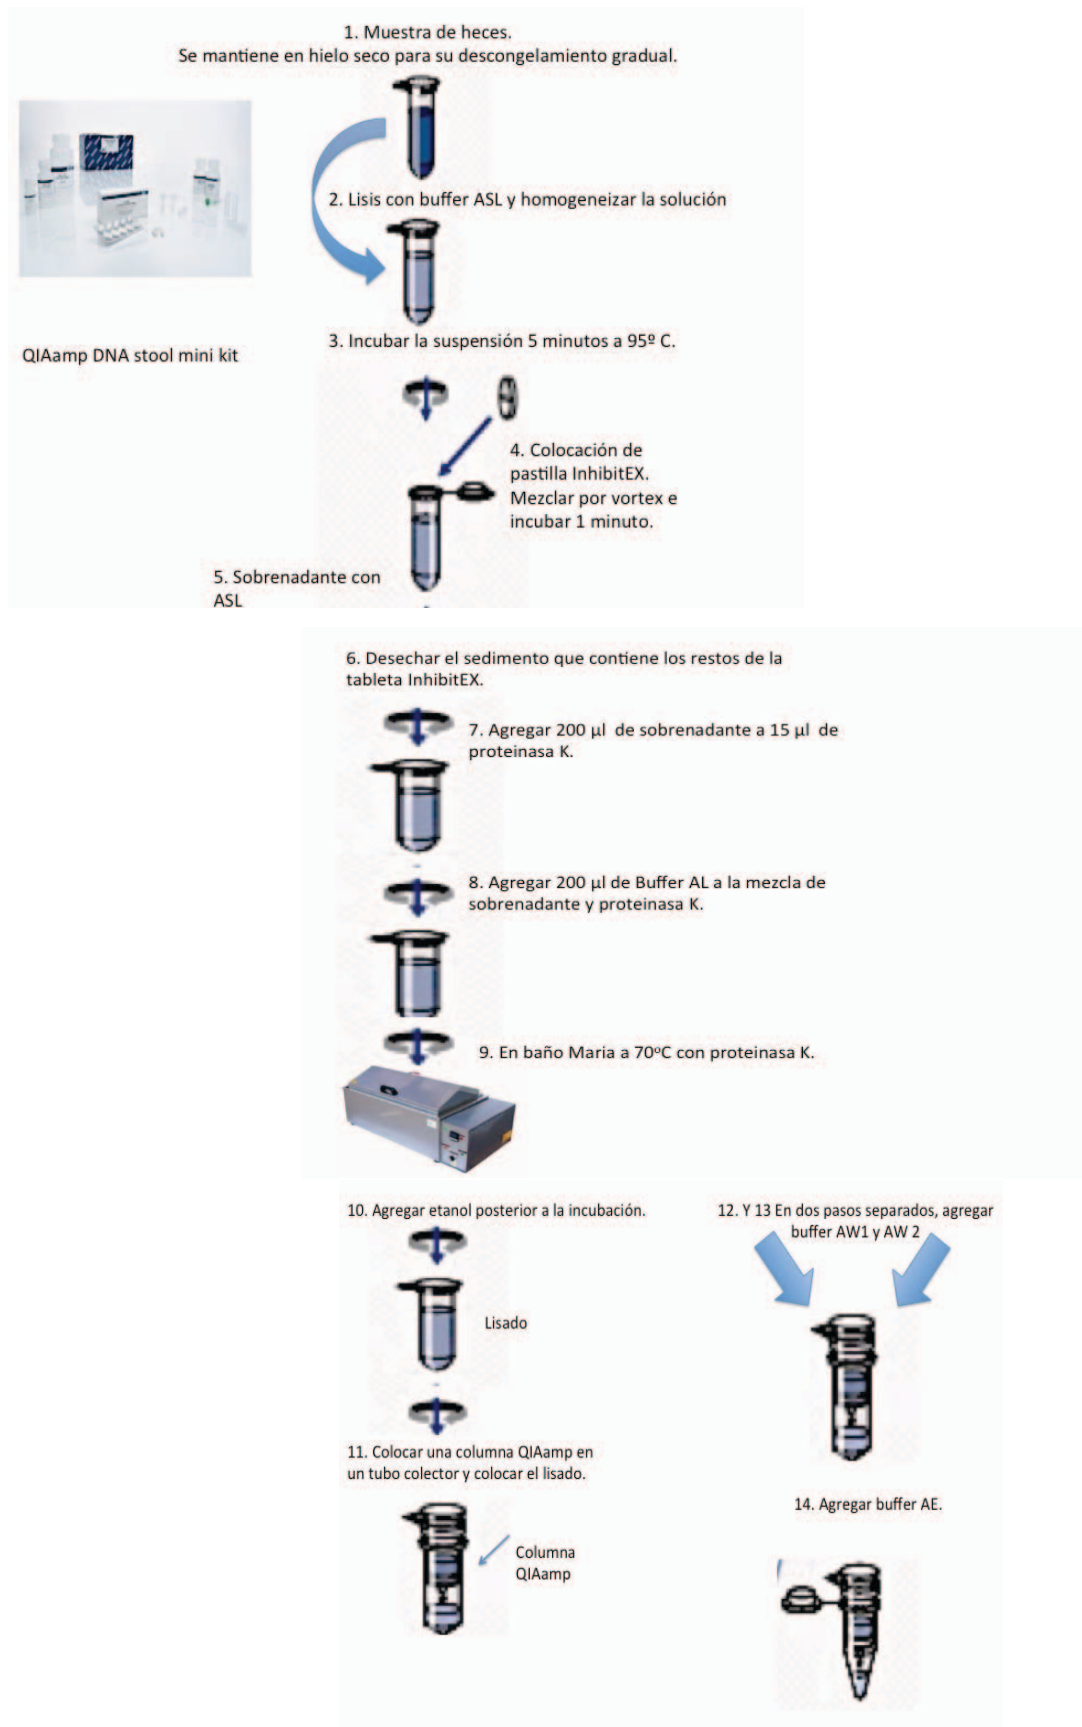 1. Muestra de heces.
Se mantiene en hielo seco para su descongelamiento gradual.
2. Lisis con buffer ASL y homogeneizar la solución
3. Incubar la suspensión 5 minutos a 95º C.
QIAamp DNA stool mini kit
4. Colocación de
pastilla InhibitEX.
Mezclar por vortex e
incubar 1 minuto.
5. Sobrenadante con
ASL
6. Desechar el sedimento que contiene los restos de la
tableta InhibitEX.
7. Agregar 200 µl  de sobrenadante a 15 µl  de
proteinasa K.
8. Agregar 200 µl de Buffer AL a la mezcla de
sobrenadante y proteinasa K.
9. En baño Maria a 70ºC con proteinasa K.
10. Agregar etanol posterior a la incubación.
Lisado
11. Colocar una columna QIAamp en
un tubo colector y colocar el lisado.
Columna
QIAamp
12. Y 13 En dos pasos separados, agregar
buffer AW1 y AW 2
14. Agregar buffer AE.